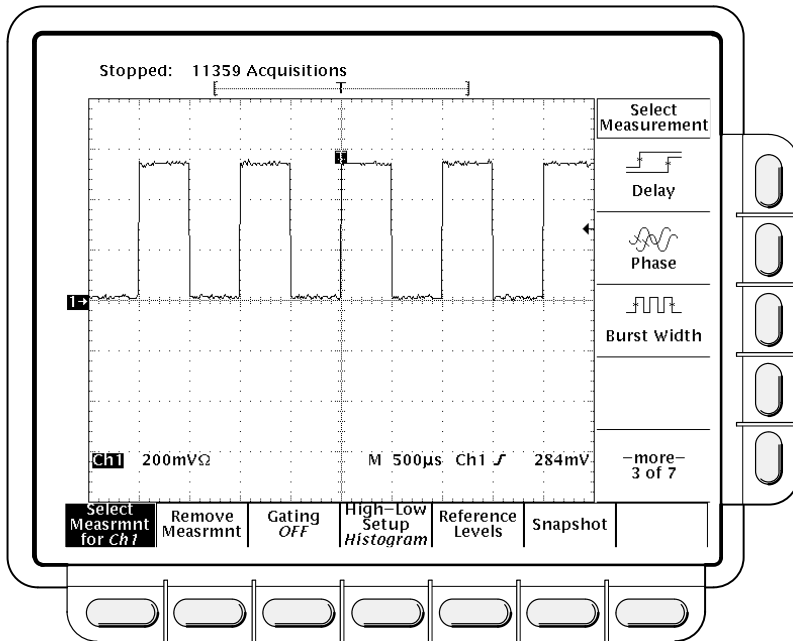 Stopped: 11359 Acquisitions
T
Select
Measurement
Delay
Phase
1→
Burst Width
Ch1 200mVΩ M 500µs Ch1 284mV
–more–
3 of 7
Select
Measrmnt
for Ch1
Remove
Measrmnt
Gating
OFF
High–Low
Setup
Histogram
Reference
Levels
Snapshot